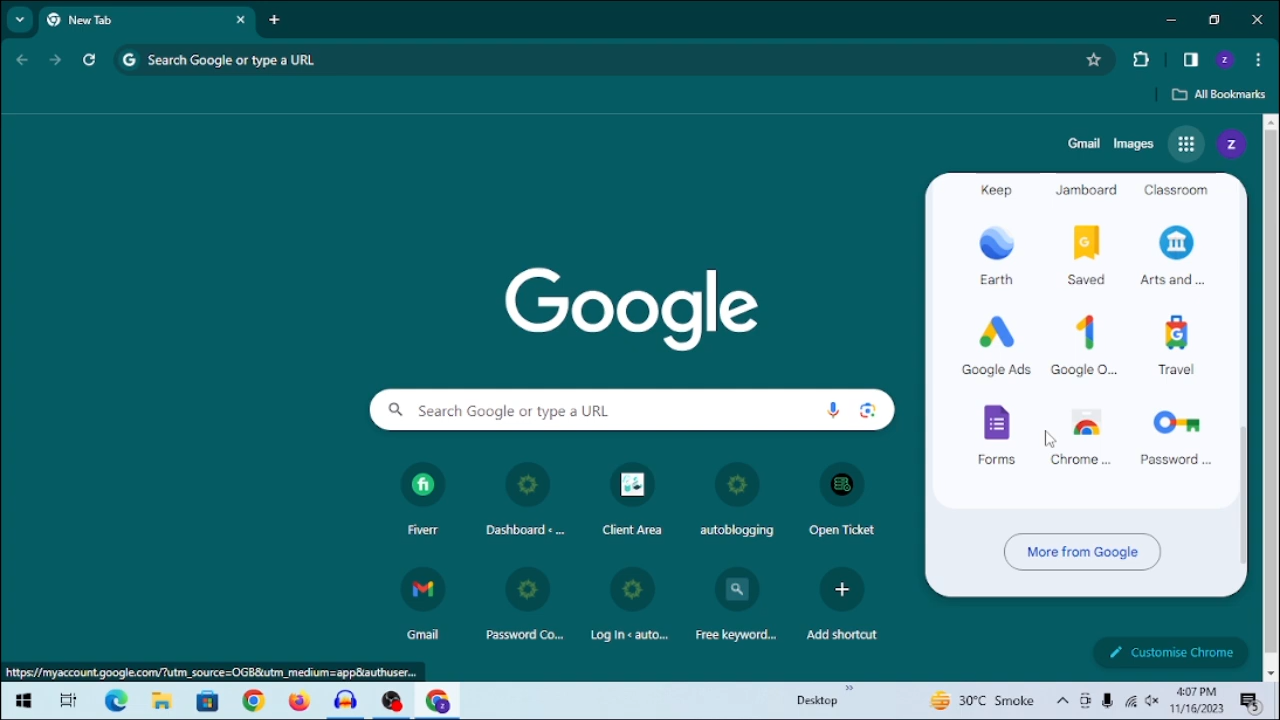 New Tab
Search Google or type a URL
All Bookmarks
Gmail
Images
z
Keep
Jamboard
Classroom
Earth
Saved
Arts and ...
Google Ads
Google O...
Travel
Forms
Chrome ...
Password ...
More from Google
Google
Search Google or type a URL
Fiverr
Dashboard ‹ ...
Client Area
autoblogging
Open Ticket
Gmail
Password Co...
Log In ‹ auto...
Free keyword...
Add shortcut
Customise Chrome
https://myaccount.google.com/?utm_source=OGB&utm_medium=app&authuser...
Desktop
30°C Smoke
4:07 PM
11/16/2023
5